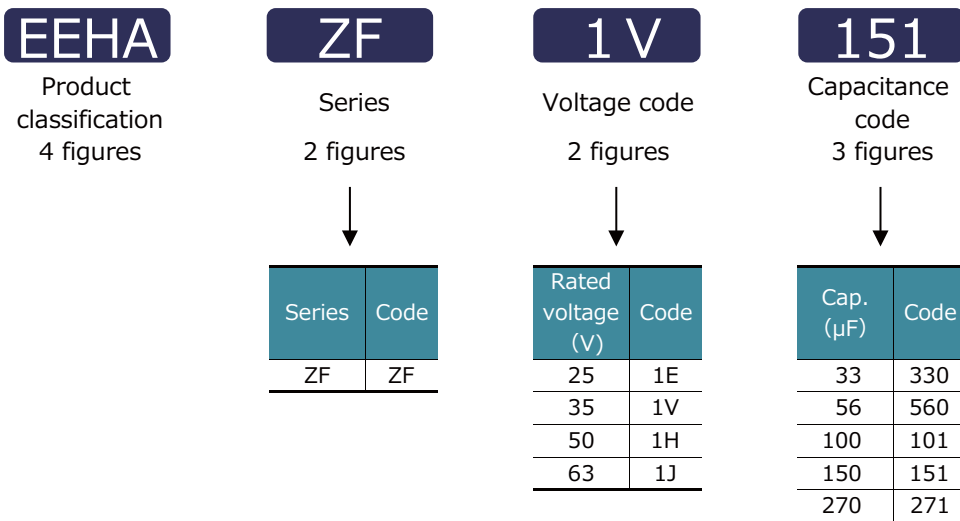 EEHA ZF 1 V 151
Product classification 4 figures
Series
2 figures
Voltage code
2 figures
Capacitance code
3 figures
Series Code
ZF ZF
Rated voltage (V) Code
25 1E
35 1V
50 1H
63 1J
Cap. (μF) Code
33 330
56 560
100 101
150 151
270 271